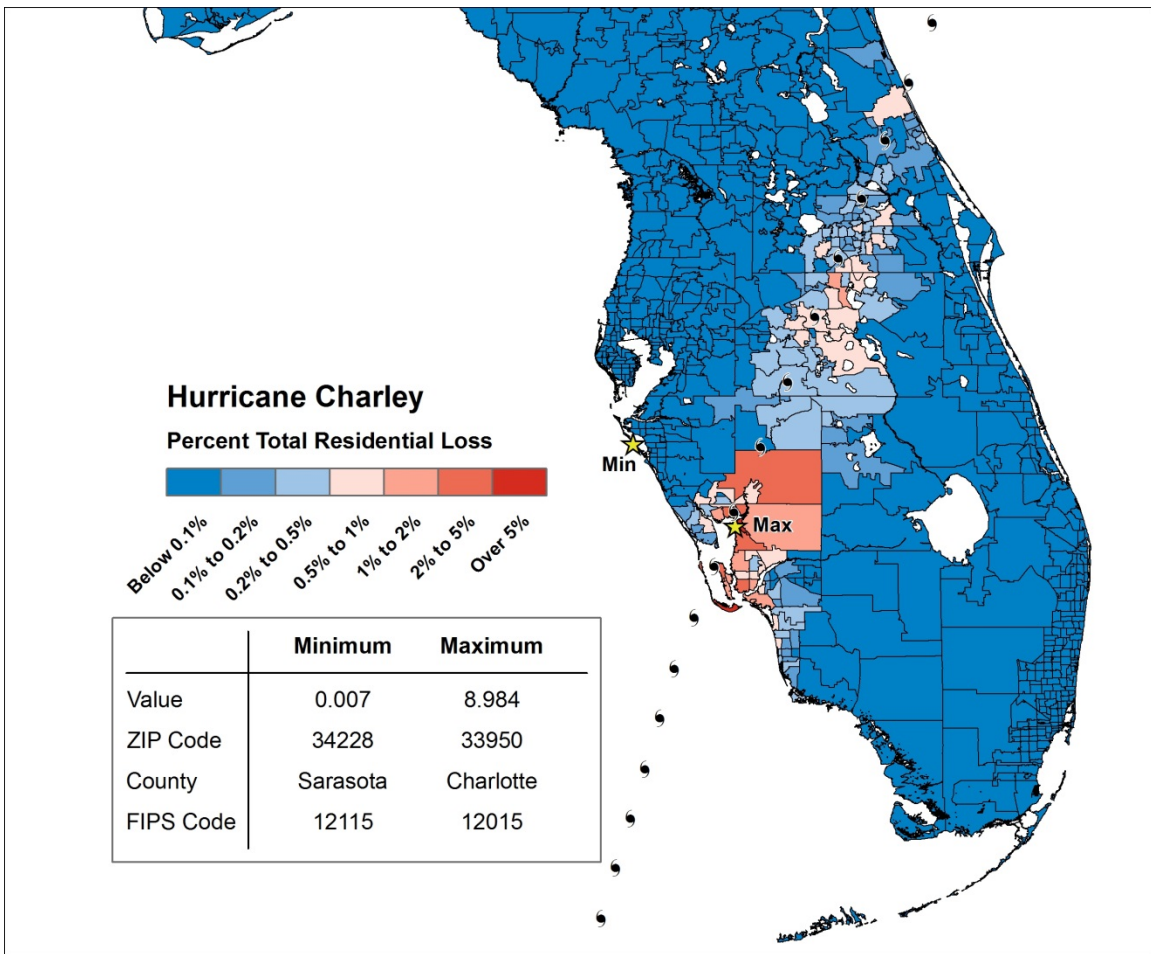 Hurricane Charley
Percent Total Residential Loss
Below 0.1%
0.1% to 0.2%
0.2% to 0.5%
0.5% to 1%
1% to 2%
2% to 5%
Over 5%
Min
Max
Minimum Maximum
Value 0.007 8.984
ZIP Code 34228 33950
County Sarasota Charlotte
FIPS Code 12115 12015